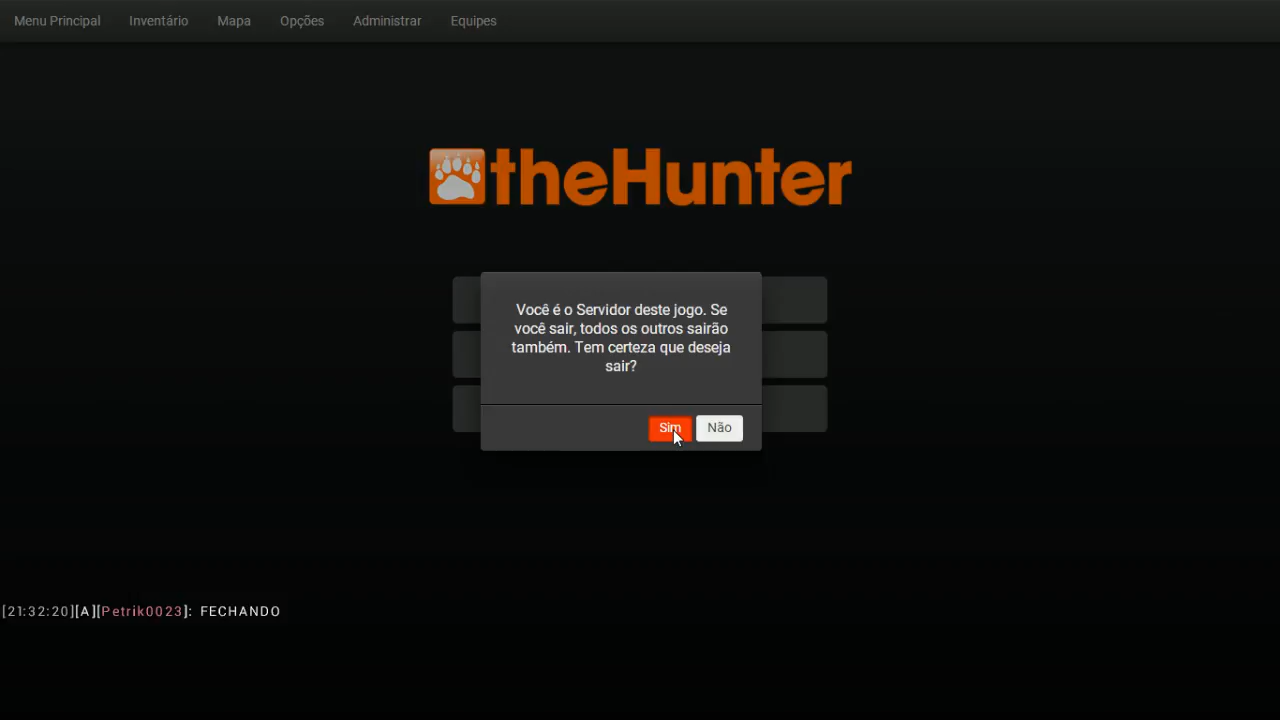 Menu Principal Inventário Mapa Opções Administrar Equipes
theHunter
Você é o Servidor deste jogo. Se
você sair, todos os outros sairão
também. Tem certeza que deseja
sair?
Sim Não
[21:32:20][A][Petrik0023]: FECHANDO